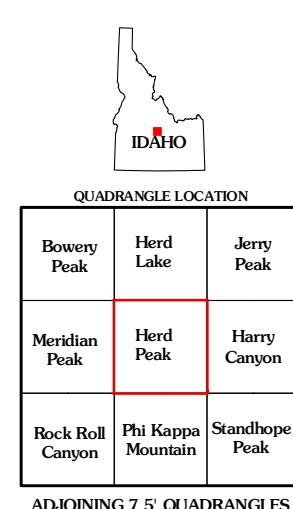 IDAHO
QUADRANGLE LOCATION
Bowery Peak
Herd Lake
Jerry Peak
Meridian Peak
Herd Peak
Harry Canyon
Rock Roll Canyon
Phi Kappa Mountain
Standhope Peak
ADJOINING 7.5' QUADRANGLES